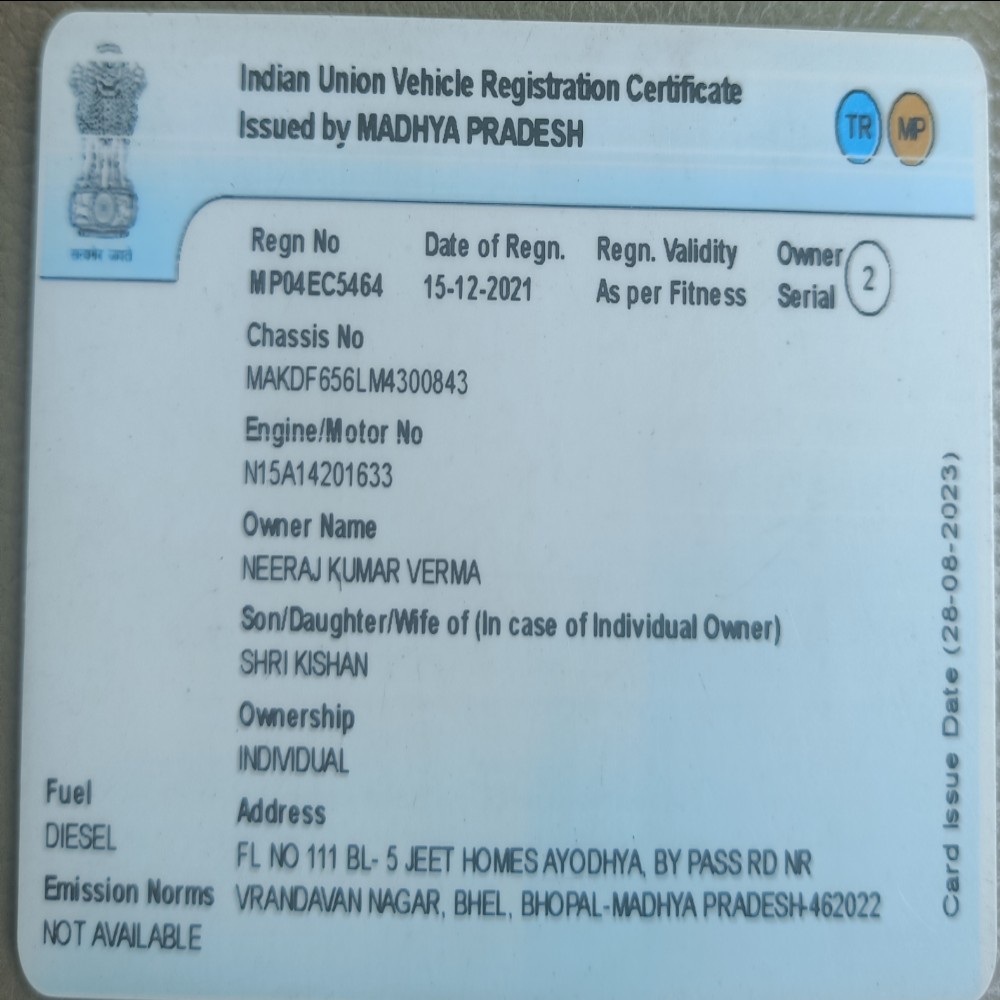 Indian Union Vehicle Registration Certificate
Issued by MADHYA PRADESH
TR MP
Regn No Date of Regn. Regn. Validity Owner Serial 2
MP04EC5464 15-12-2021 As per Fitness
Chassis No
MAKDF656LM4300843
Engine/Motor No
N15A14201633
Owner Name
NEERAJ KUMAR VERMA
Son/Daughter/Wife of (In case of Individual Owner)
SHRI KISHAN
Ownership
INDIVIDUAL
Fuel
DIESEL
Emission Norms
NOT AVAILABLE
Address
FL NO 111 BL- 5 JEET HOMES AYODHYA, BY PASS RD NR
VRANDAVAN NAGAR, BHEL, BHOPAL-MADHYA PRADESH-462022
Card Issue Date (28-08-2023)